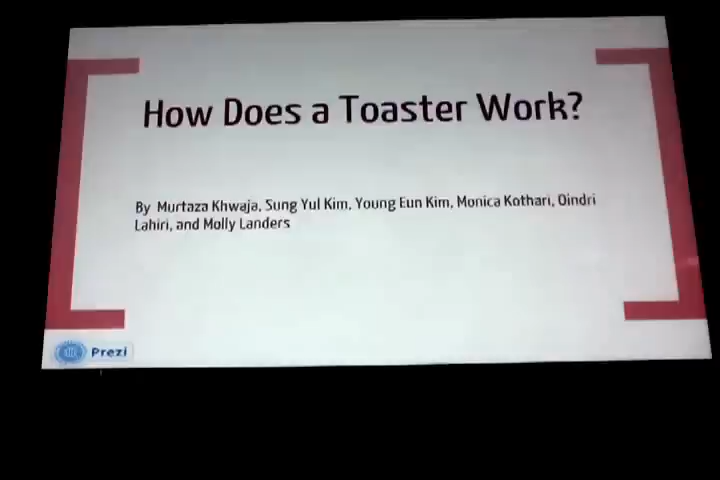 How Does a Toaster Work?
By Murtaza Khwaja, Sung Yul Kim, Young Eun Kim, Monica Kothari, Oindri
Lahiri, and Molly Landers
Prezi